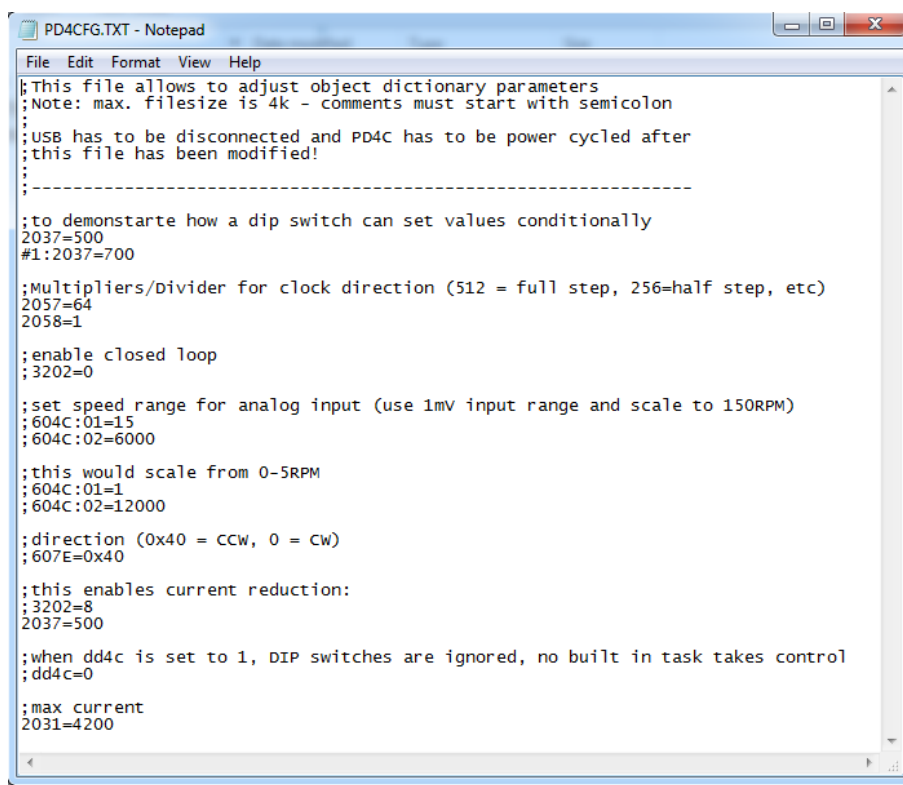 PD4CFG.TXT - Notepad
File Edit Format View Help
;This file allows to adjust object dictionary parameters
;Note: max. filesize is 4k - comments must start with semicolon
;
;USB has to be disconnected and PD4C has to be power cycled after
;this file has been modified!
;
;----------------------------------------------------------------
;to demonstarte how a dip switch can set values conditionally
2037=500
#1:2037=700
;Multipliers/Divider for clock direction (512 = full step, 256=half step, etc)
2057=64
2058=1
;enable closed loop
;3202=0
;set speed range for analog input (use 1mV input range and scale to 150RPM)
;604C:01=15
;604C:02=6000
;this would scale from 0-5RPM
;604C:01=1
;604C:02=12000
;direction (0x40 = CCW, 0 = CW)
;607E=0x40
;this enables current reduction:
;3202=8
2037=500
;when dd4c is set to 1, DIP switches are ignored, no built in task takes control
;dd4c=0
;max current
2031=4200